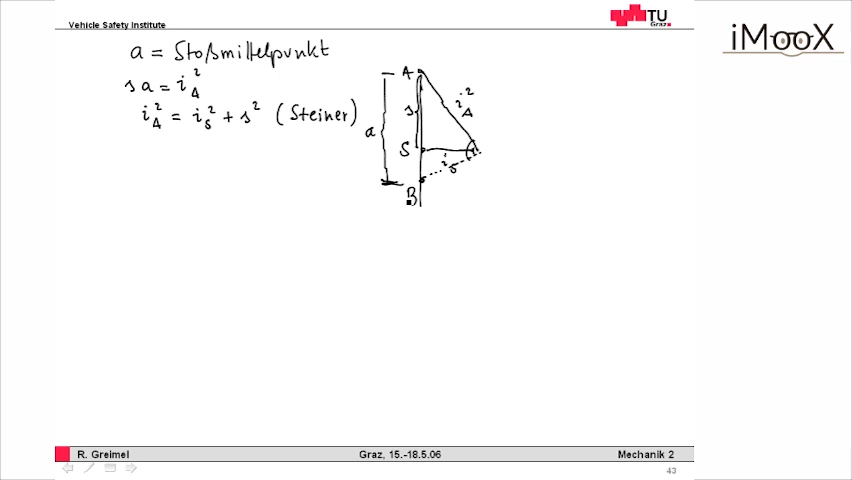 Vehicle Safety Institute
TU
Graz
iMooX
a = Stoßmittelpunkt
s a = i_A^2
i_A^2 = i_S^2 + s^2 (Steiner)
A
i_A^2
s
a
S
i_S
B
R. Greimel
Graz, 15.-18.5.06
Mechanik 2
43